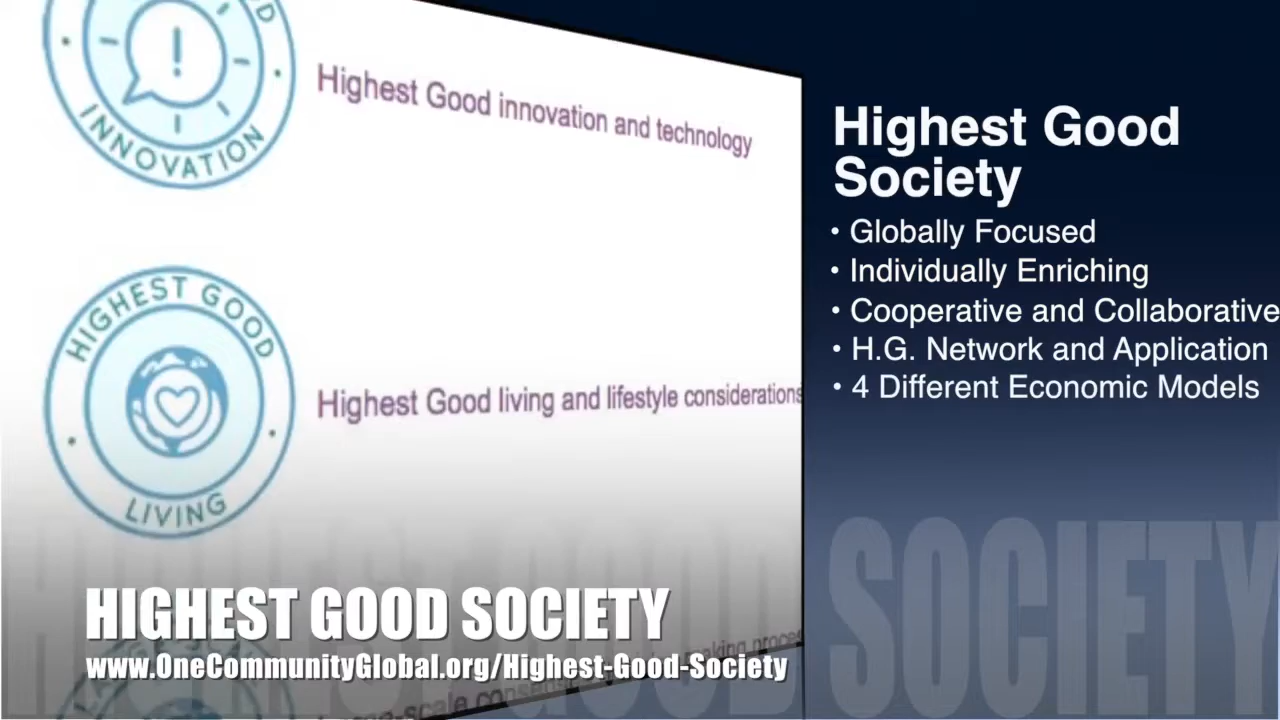 INNOVATION
Highest Good innovation and technology
HIGHEST GOOD
LIVING
Highest Good living and lifestyle considerations
Highest Good
Society
• Globally Focused
• Individually Enriching
• Cooperative and Collaborative
• H.G. Network and Application
• 4 Different Economic Models
SOCIETY
HIGHEST GOOD SOCIETY
www.OneCommunityGlobal.org/Highest-Good-Society